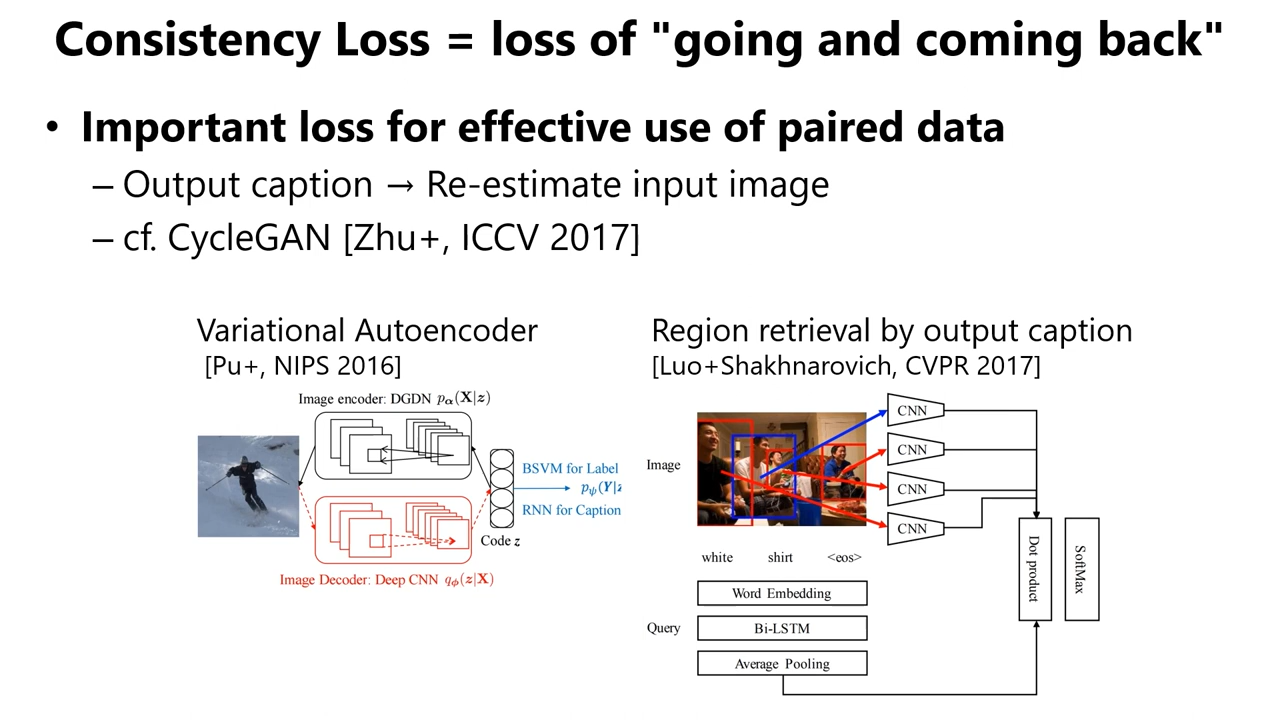 Consistency Loss = loss of "going and coming back"
• Important loss for effective use of paired data
– Output caption → Re-estimate input image
– cf. CycleGAN [Zhu+, ICCV 2017]
Variational Autoencoder
[Pu+, NIPS 2016]
Image encoder: DGDN pα(X|z)
BSVM for Label
pψ(Y|z
RNN for Caption
Code z
Image Decoder: Deep CNN qϕ(z|X)
Region retrieval by output caption
[Luo+Shakhnarovich, CVPR 2017]
Image
CNN
CNN
CNN
CNN
white shirt <eos>
Query
Word Embedding
Bi-LSTM
Average Pooling
Dot product
SoftMax